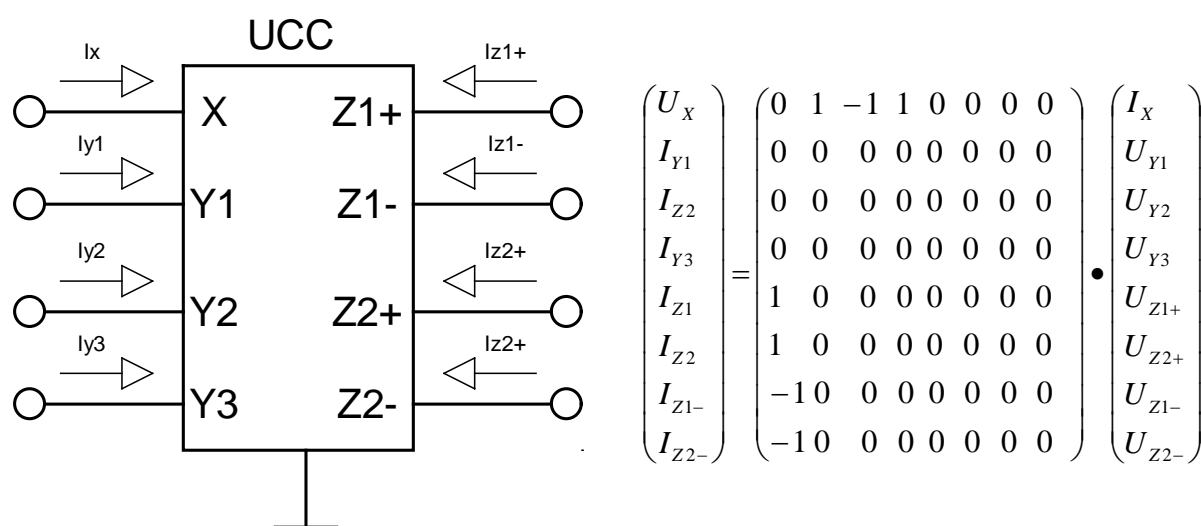 UCC
Ix
X
Iy1
Y1
Iy2
Y2
Iy3
Y3
Iz1+
Z1+
Iz1-
Z1-
Iz2+
Z2+
Iz2+
Z2-
U_X 0 1 −1 1 0 0 0 0 I_X
I_Y1 0 0 0 0 0 0 0 0 U_Y1
I_Z2 0 0 0 0 0 0 0 0 U_Y2
I_Y3 0 0 0 0 0 0 0 0 U_Y3
= •
I_Z1 1 0 0 0 0 0 0 0 U_Z1+
I_Z2 1 0 0 0 0 0 0 0 U_Z2+
I_Z1− −1 0 0 0 0 0 0 0 U_Z1−
I_Z2− −1 0 0 0 0 0 0 0 U_Z2−